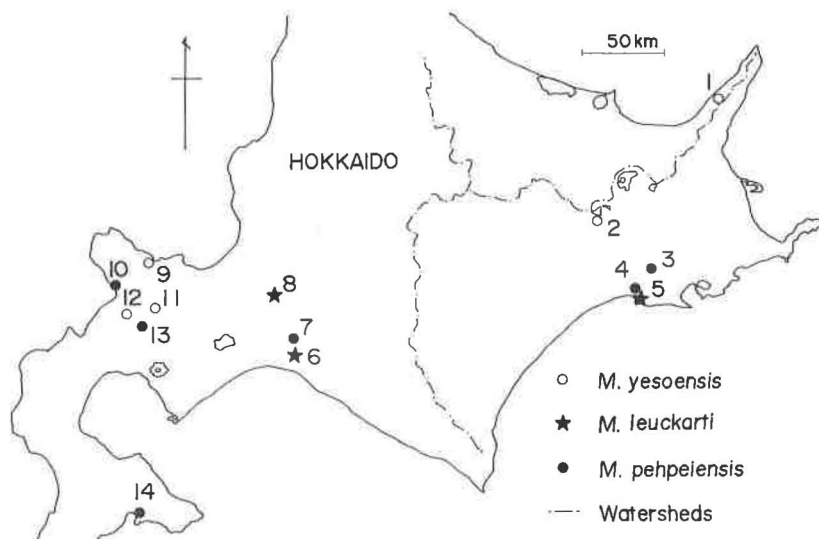 50 km
1
HOKKAIDO
2
3
4
5
10
9
8
12
11
13
7
6
M. yesoensis
M. leuckarti
M. pehpeiensis
14
Watersheds